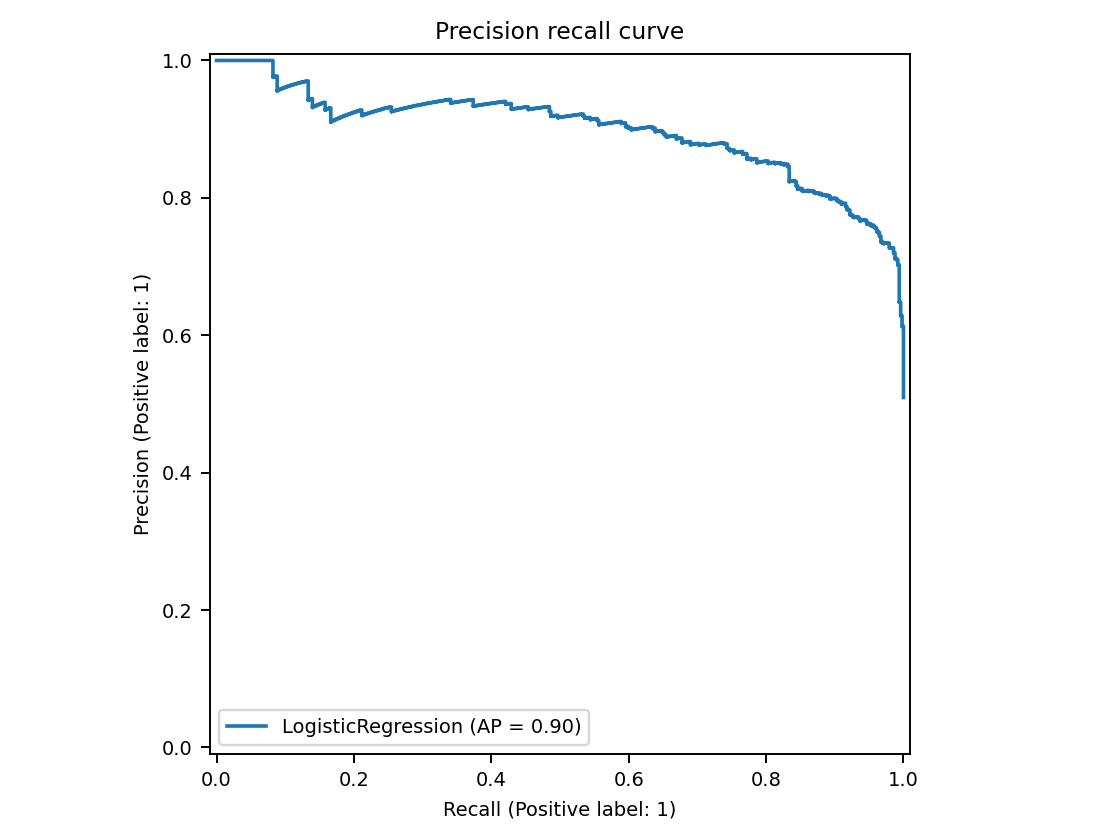 Precision recall curve
1.0
0.8
0.6
0.4
0.2
0.0
Precision (Positive label: 1)
LogisticRegression (AP = 0.90)
0.0 0.2 0.4 0.6 0.8 1.0
Recall (Positive label: 1)